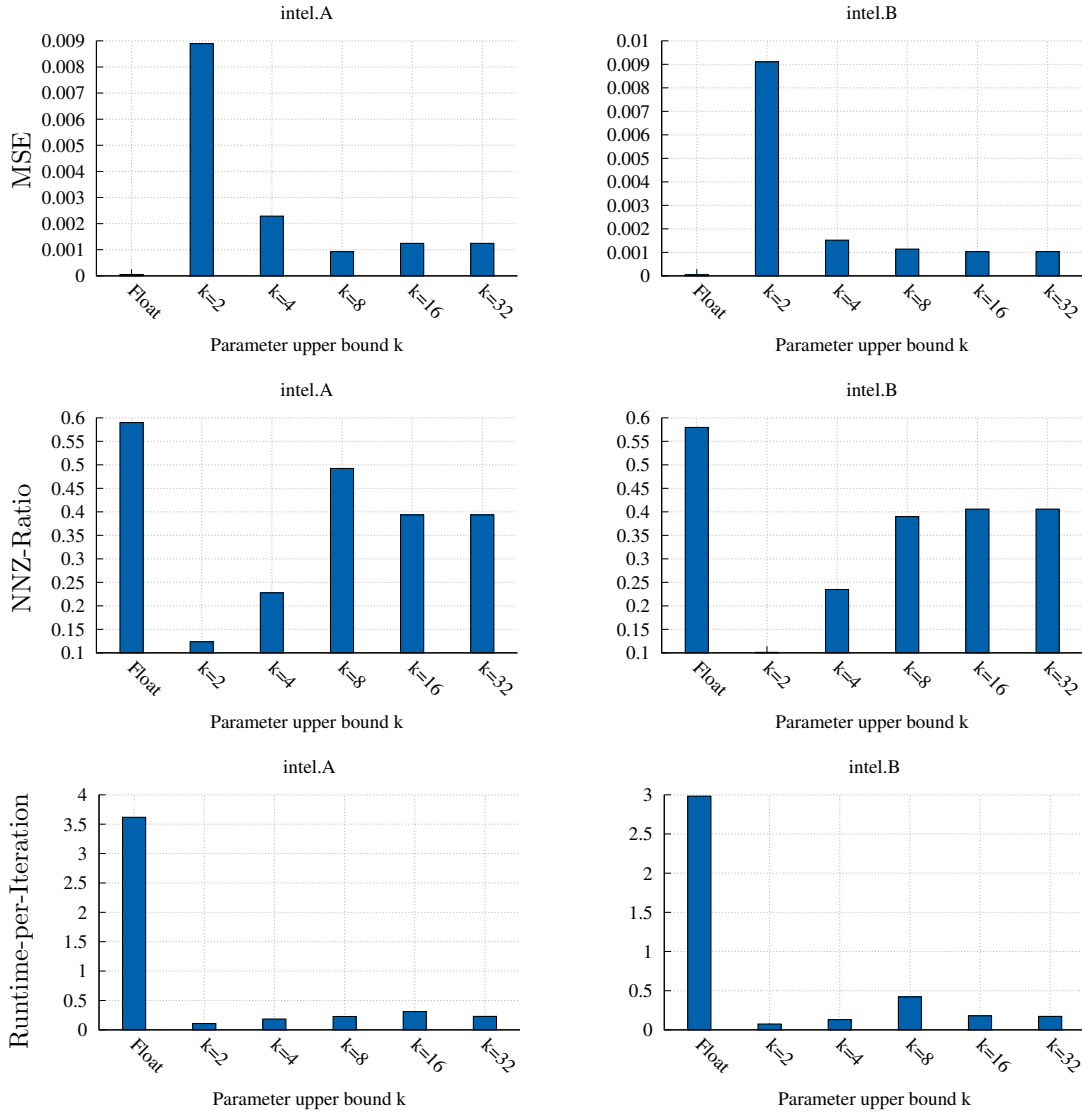 intel.A
MSE
0.009
0.008
0.007
0.006
0.005
0.004
0.003
0.002
0.001
0
Float
k=2
k=4
k=8
k=16
k=32
Parameter upper bound k
intel.B
0.01
0.009
0.008
0.007
0.006
0.005
0.004
0.003
0.002
0.001
0
Float
k=2
k=4
k=8
k=16
k=32
Parameter upper bound k
intel.A
NNZ-Ratio
0.6
0.55
0.5
0.45
0.4
0.35
0.3
0.25
0.2
0.15
0.1
Float
k=2
k=4
k=8
k=16
k=32
Parameter upper bound k
intel.B
0.6
0.55
0.5
0.45
0.4
0.35
0.3
0.25
0.2
0.15
0.1
Float
k=2
k=4
k=8
k=16
k=32
Parameter upper bound k
intel.A
Runtime-per-Iteration
4
3.5
3
2.5
2
1.5
1
0.5
0
Float
k=2
k=4
k=8
k=16
k=32
Parameter upper bound k
intel.B
3
2.5
2
1.5
1
0.5
0
Float
k=2
k=4
k=8
k=16
k=32
Parameter upper bound k